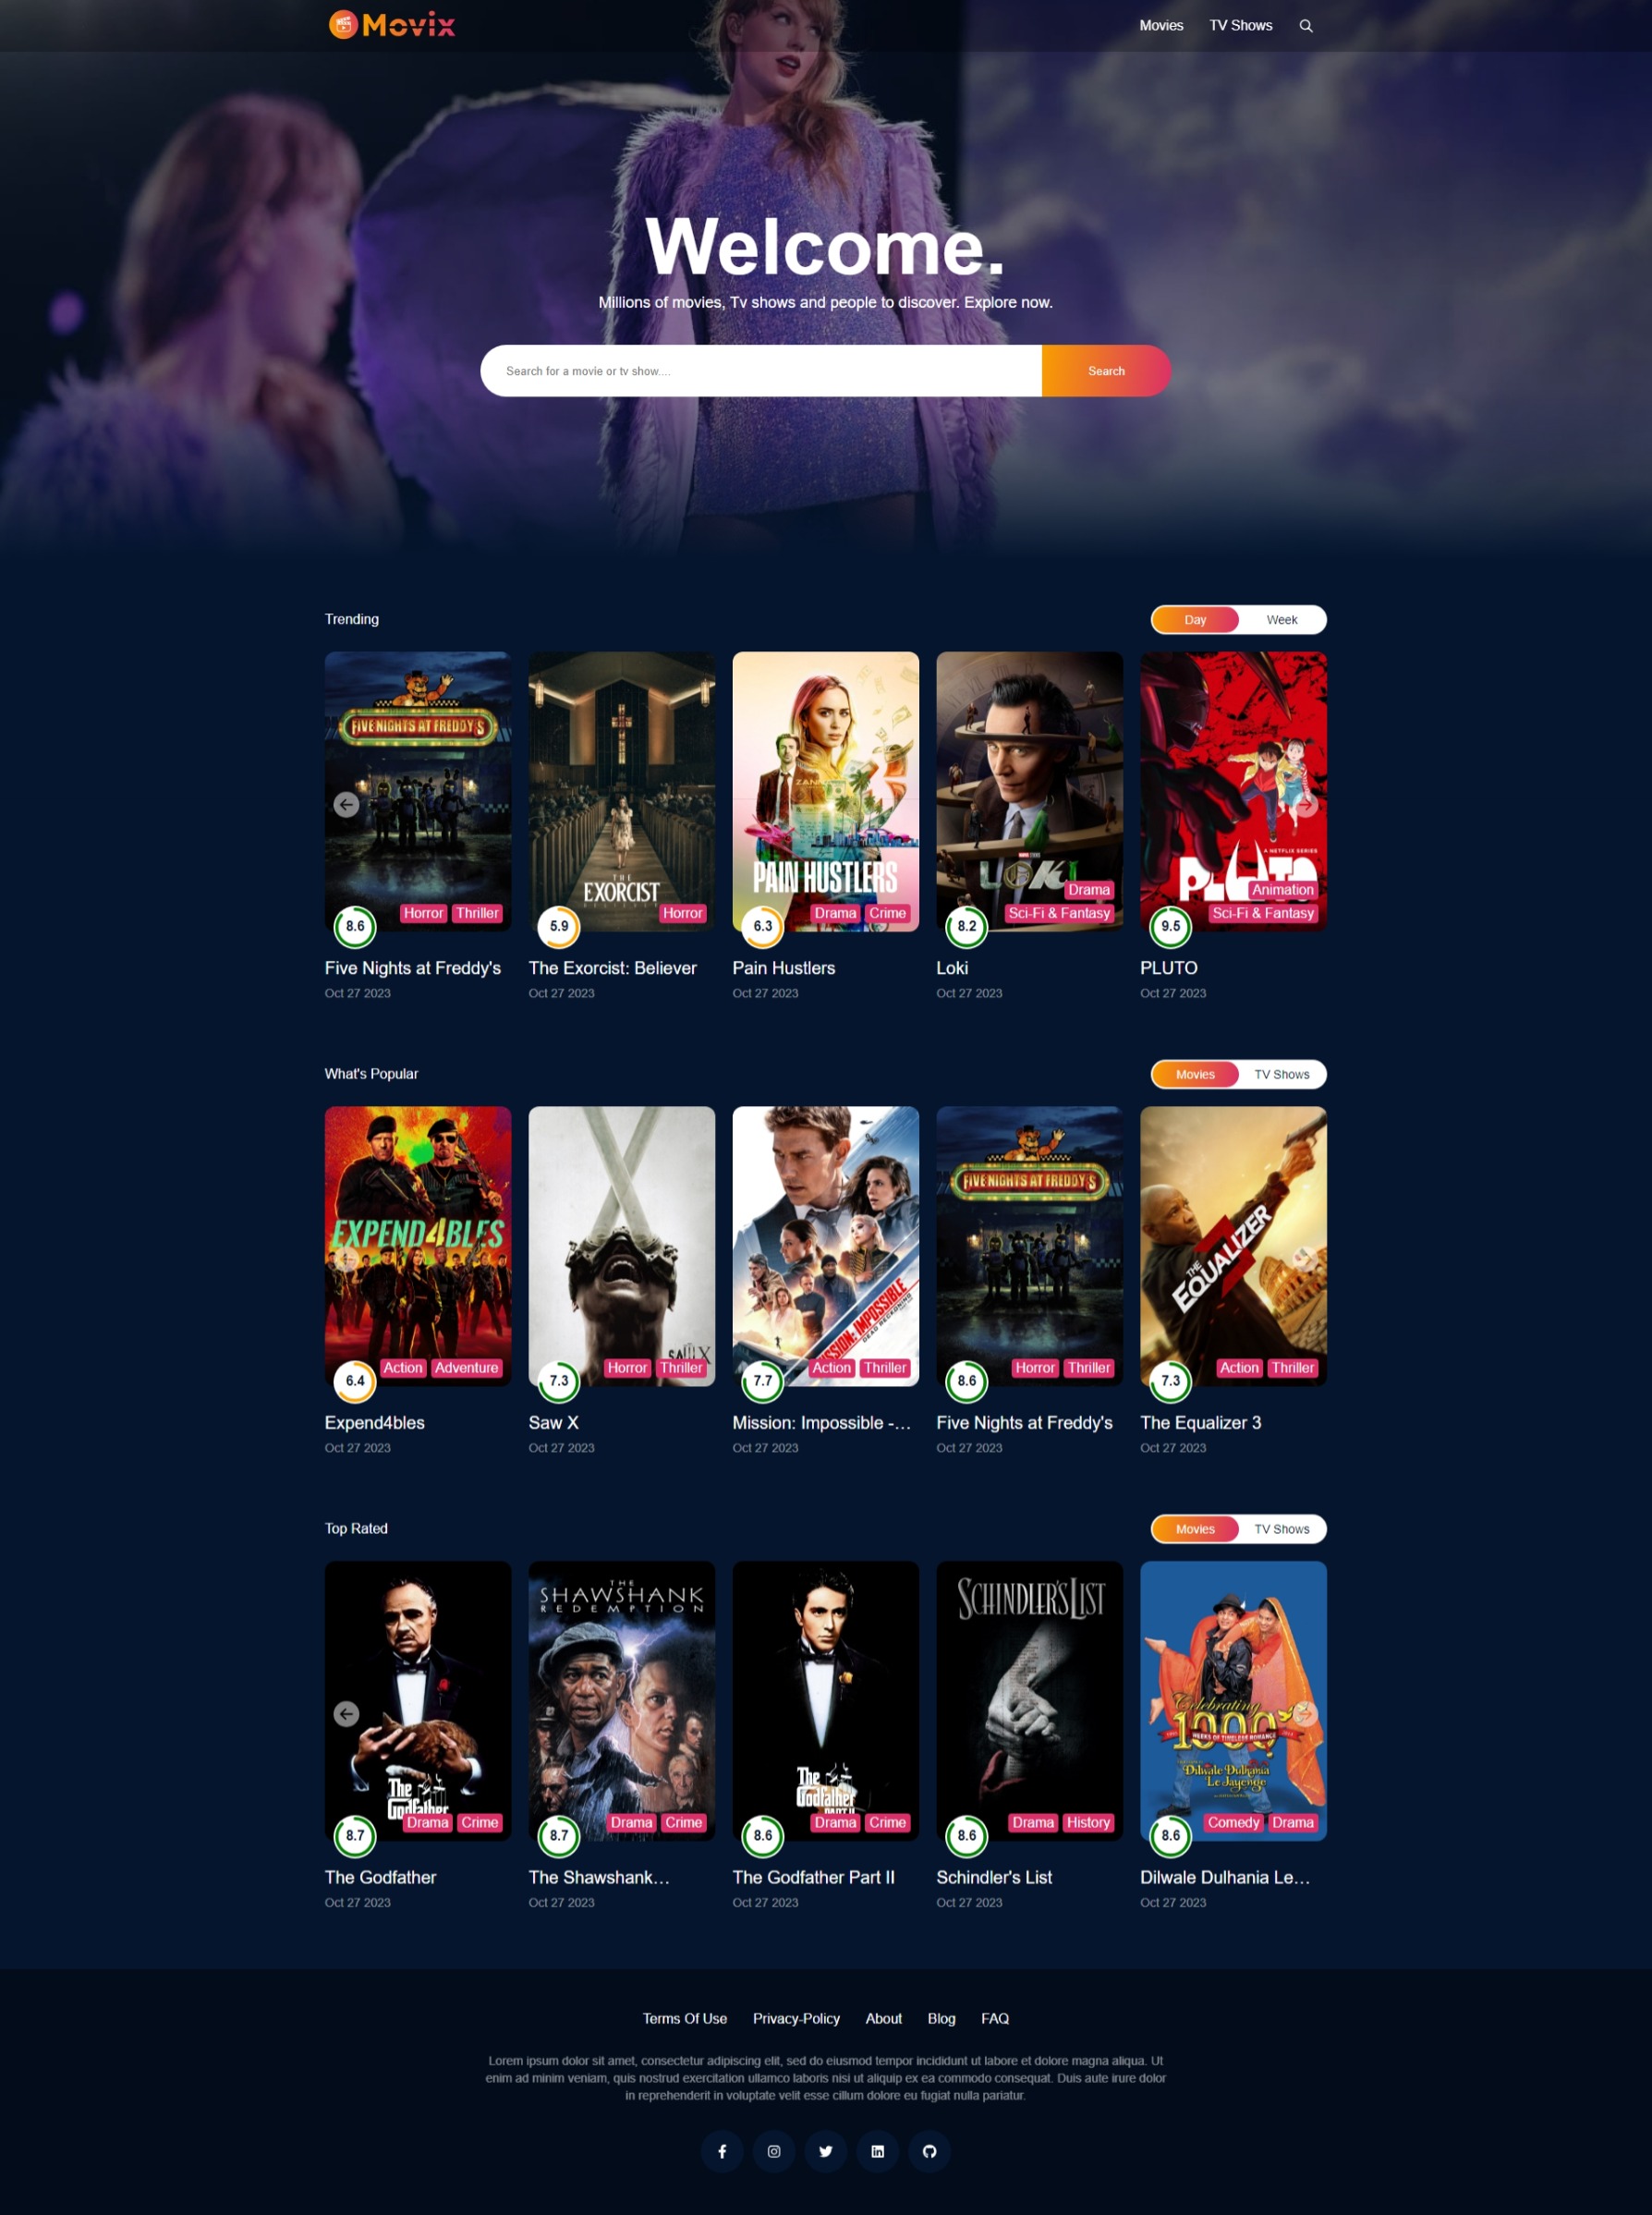 Movix
Movies TV Shows
Welcome.
Millions of movies, Tv shows and people to discover. Explore now.
Search for a movie or tv show.... Search
Trending Day Week
FIVE NIGHTS AT FREDDY'S
Horror Thriller
8.6
Five Nights at Freddy's
Oct 27 2023
THE
EXORCIST
BELIEVER
Horror
5.9
The Exorcist: Believer
Oct 27 2023
PAIN HUSTLERS
Drama Crime
6.3
Pain Hustlers
Oct 27 2023
LOKI
Drama
Sci-Fi & Fantasy
8.2
Loki
Oct 27 2023
A NETFLIX SERIES
PLUTO
Animation
Sci-Fi & Fantasy
9.5
PLUTO
Oct 27 2023
What's Popular Movies TV Shows
EXPEND4BLES
Action Adventure
6.4
Expend4bles
Oct 27 2023
SAW X
Horror Thriller
7.3
Saw X
Oct 27 2023
MISSION: IMPOSSIBLE
DEAD RECKONING
Action Thriller
7.7
Mission: Impossible -…
Oct 27 2023
FIVE NIGHTS AT FREDDY'S
Horror Thriller
8.6
Five Nights at Freddy's
Oct 27 2023
THE
EQUALIZER
3
Action Thriller
7.3
The Equalizer 3
Oct 27 2023
Top Rated Movies TV Shows
The
Godfather
Drama Crime
8.7
The Godfather
Oct 27 2023
THE
SHAWSHANK
REDEMPTION
Drama Crime
8.7
The Shawshank…
Oct 27 2023
The
Godfather
PART II
Drama Crime
8.6
The Godfather Part II
Oct 27 2023
SCHINDLER'S LIST
Drama History
8.6
Schindler's List
Oct 27 2023
Celebrating
1000
WEEKS OF TIMELESS ROMANCE
Dilwale Dulhania
Le Jayenge
Comedy Drama
8.6
Dilwale Dulhania Le…
Oct 27 2023
Terms Of Use Privacy-Policy About Blog FAQ
Lorem ipsum dolor sit amet, consectetur adipiscing elit, sed do eiusmod tempor incididunt ut labore et dolore magna aliqua. Ut
enim ad minim veniam, quis nostrud exercitation ullamco laboris nisi ut aliquip ex ea commodo consequat. Duis aute irure dolor
in reprehenderit in voluptate velit esse cillum dolore eu fugiat nulla pariatur.